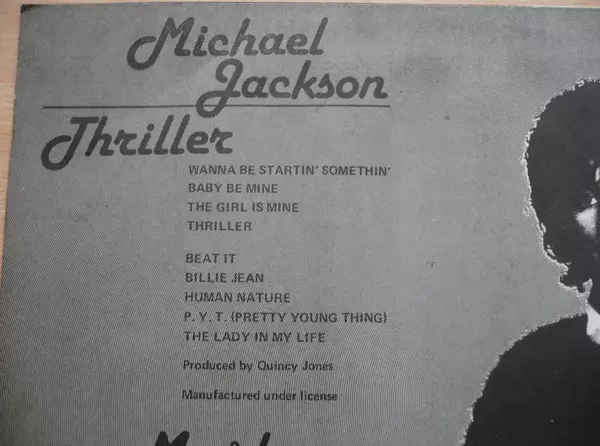 Michael
Jackson
Thriller
WANNA BE STARTIN' SOMETHIN'
BABY BE MINE
THE GIRL IS MINE
THRILLER
BEAT IT
BILLIE JEAN
HUMAN NATURE
P. Y. T. (PRETTY YOUNG THING)
THE LADY IN MY LIFE
Produced by Quincy Jones
Manufactured under license